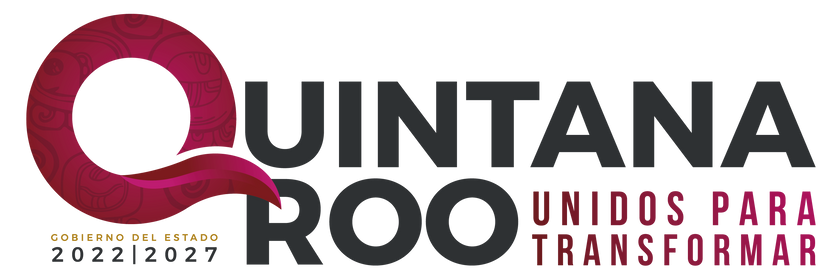 QUINTANA
ROO
UNIDOS PARA
TRANSFORMAR
GOBIERNO DEL ESTADO
2022|2027